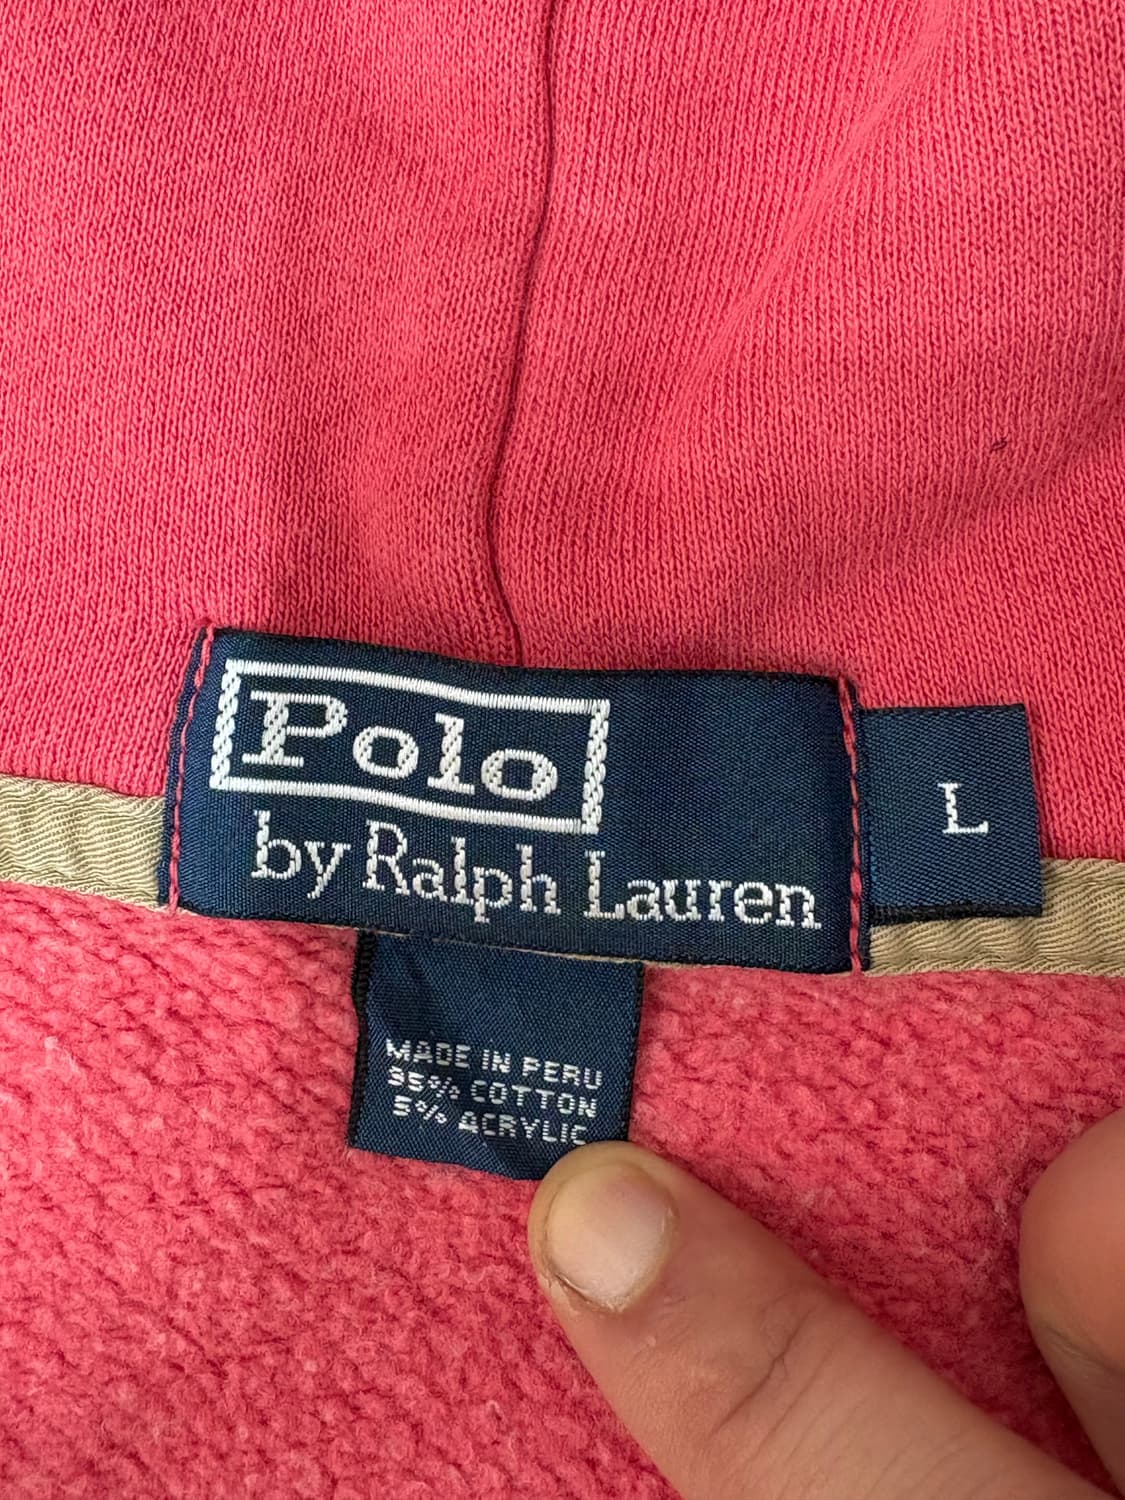 Polo
by Ralph Lauren
L
MADE IN PERU
95% COTTON
5% ACRYLIC